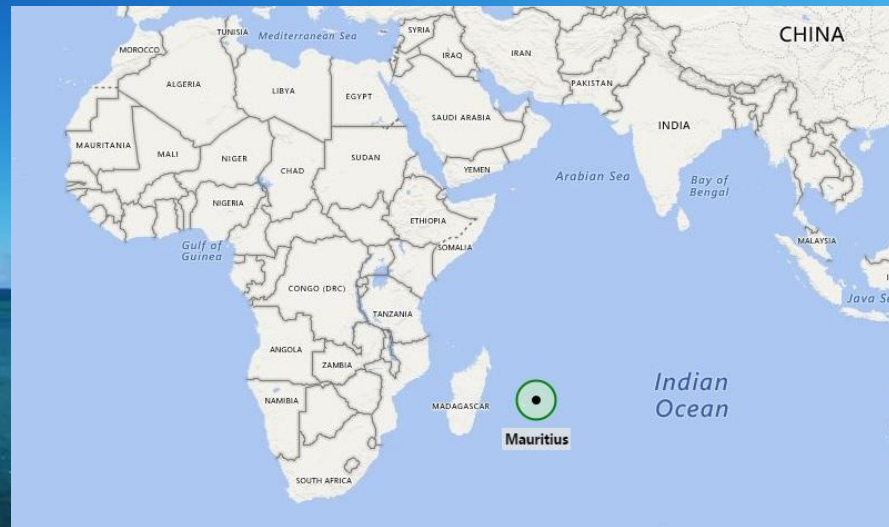 SYRIA
TUNISIA
Mediterranean Sea
CHINA
MOROCCO
IRAQ
IRAN
ALGERIA
LIBYA
EGYPT
PAKISTAN
SAUDI ARABIA
INDIA
MAURITANIA
MALI
NIGER
CHAD
SUDAN
YEMEN
Arabian Sea
Bay of
Bengal
NIGERIA
ETHIOPIA
Gulf of
Guinea
SOMALIA
MALAYSIA
CONGO (DRC)
Java Se
TANZANIA
ANGOLA
ZAMBIA
NAMIBIA
MADAGASCAR
Indian
Ocean
Mauritius
SOUTH AFRICA